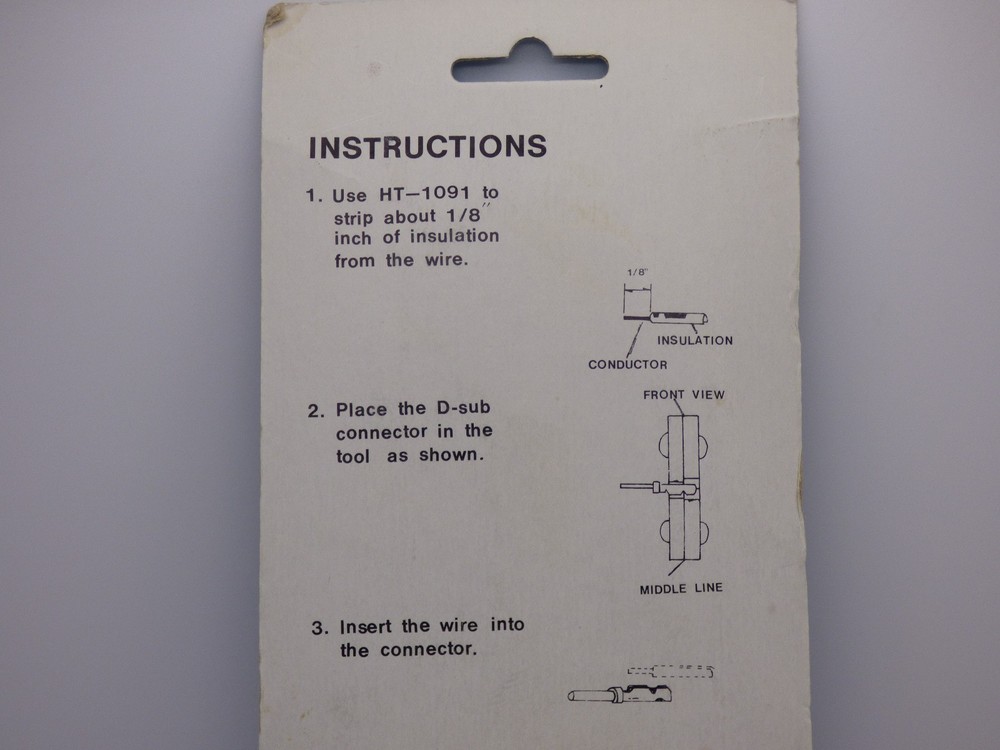 INSTRUCTIONS
1. Use HT—1091 to
strip about 1/8"
inch of insulation
from the wire.
1/8"
INSULATION
CONDUCTOR
FRONT VIEW
2. Place the D-sub
connector in the
tool as shown.
MIDDLE LINE
3. Insert the wire into
the connector.